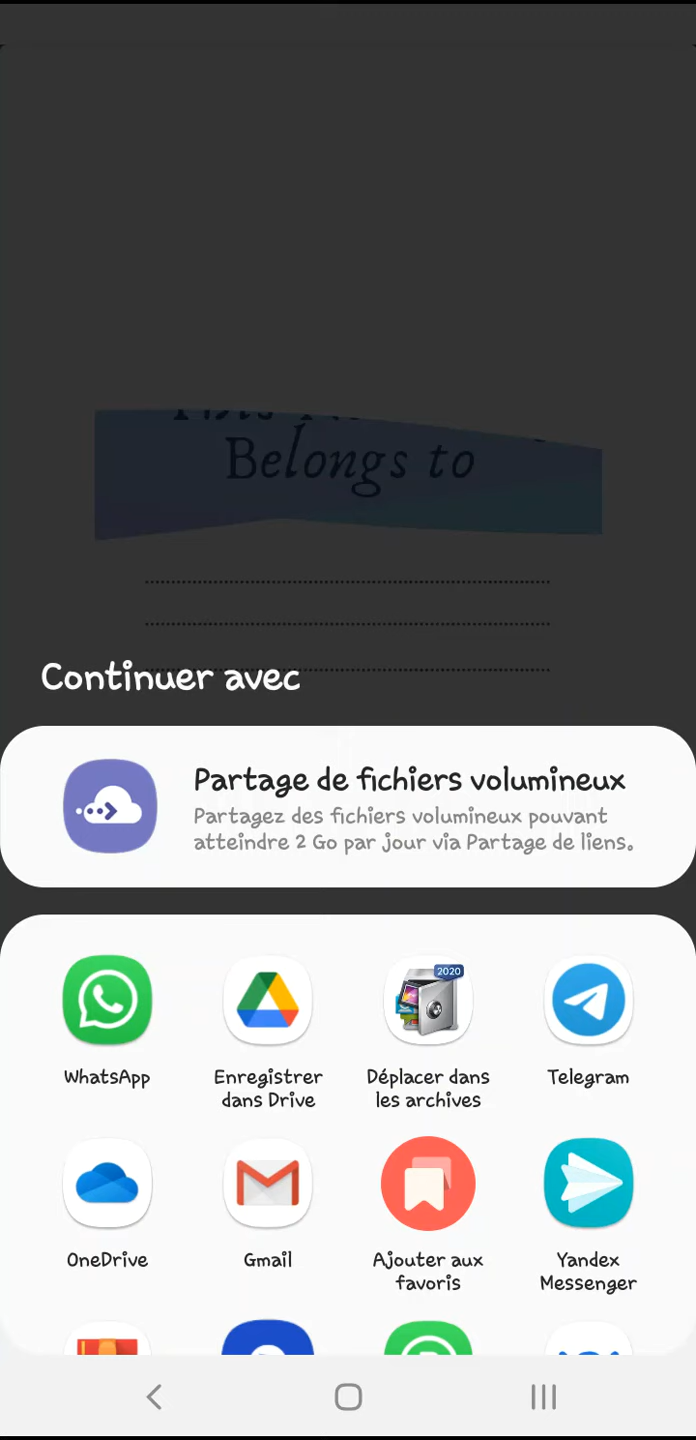 Belongs to
Continuer avec
Partage de fichiers volumineux
Partagez des fichiers volumineux pouvant
atteindre 2 Go par jour via Partage de liens.
2020
WhatsApp
Enregistrer
dans Drive
Déplacer dans
les archives
Telegram
OneDrive
Gmail
Ajouter aux
favoris
Yandex
Messenger